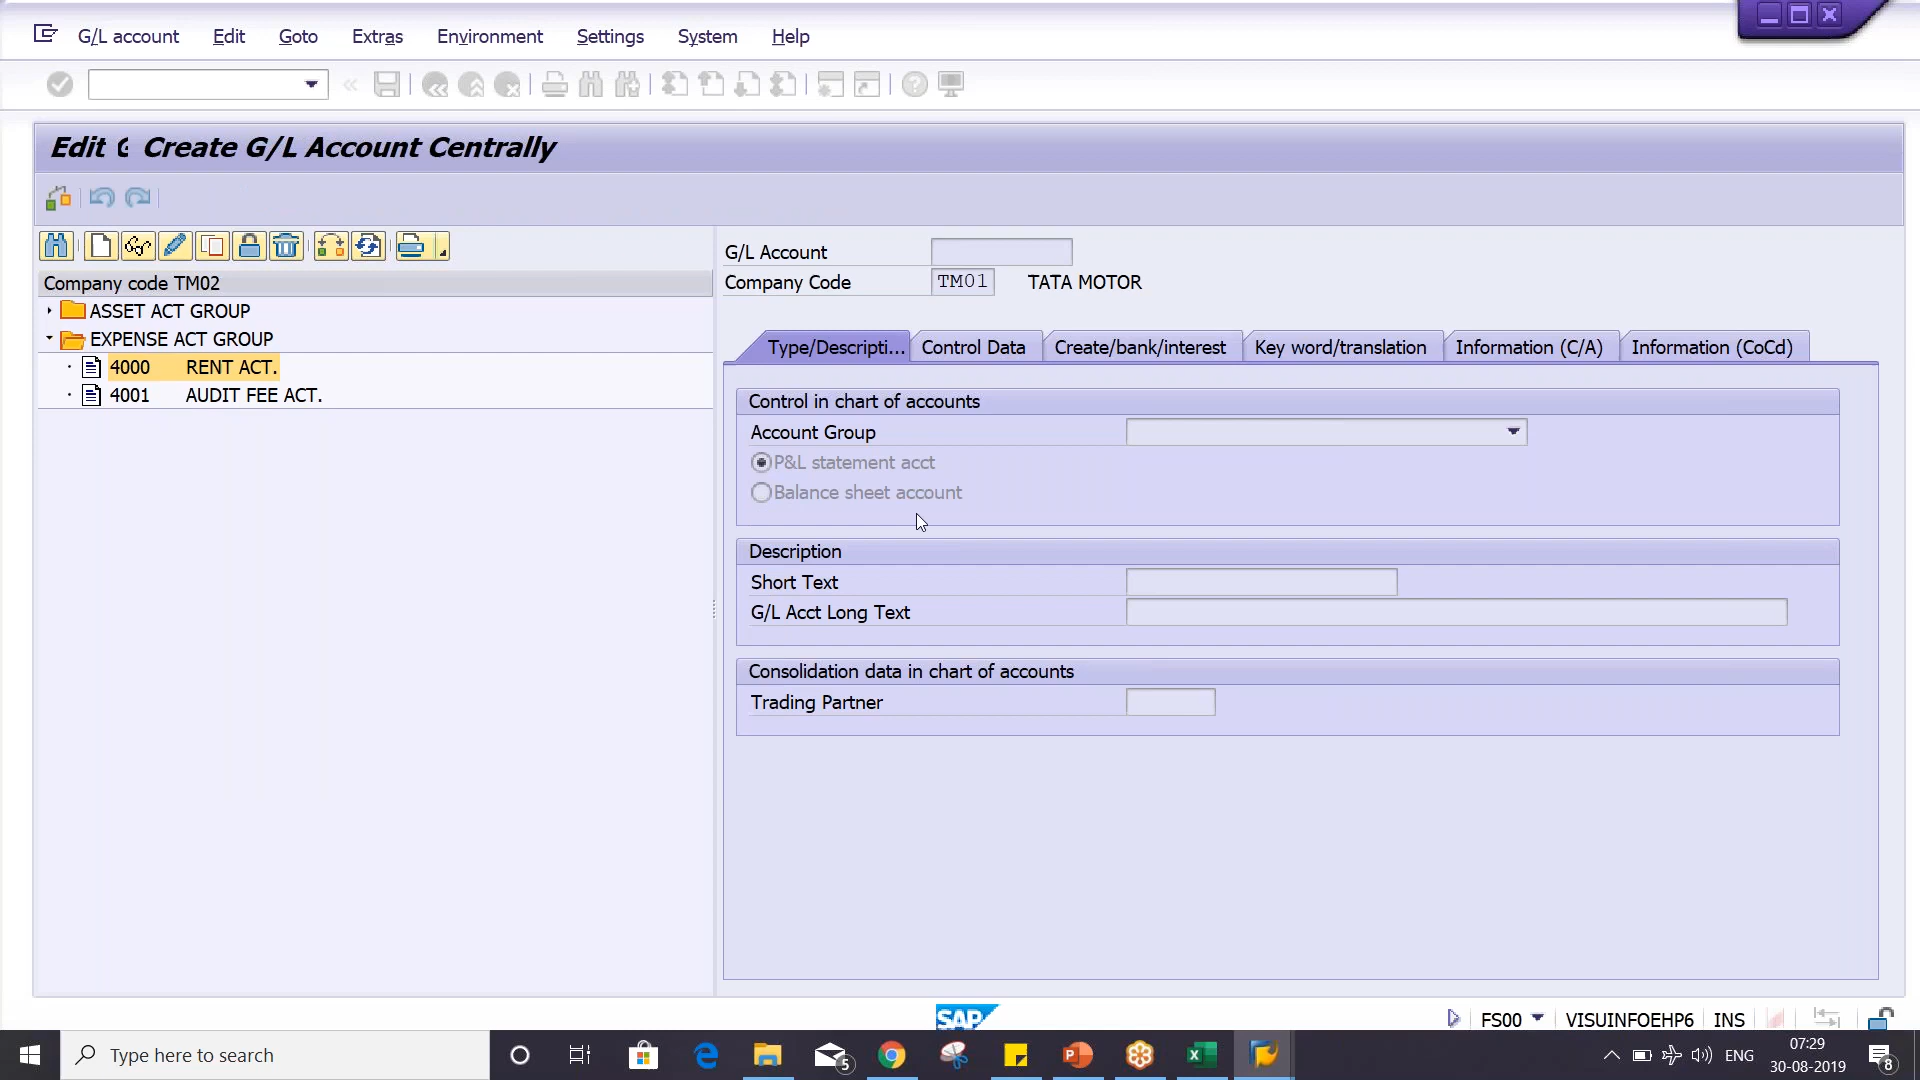 G/L account Edit Goto Extras Environment Settings System Help
Edit G Create G/L Account Centrally
Company code TM02
ASSET ACT GROUP
EXPENSE ACT GROUP
4000 RENT ACT.
4001 AUDIT FEE ACT.
G/L Account
Company Code TM01 TATA MOTOR
Type/Descripti... Control Data Create/bank/interest Key word/translation Information (C/A) Information (CoCd)
Control in chart of accounts
Account Group
P&L statement acct
Balance sheet account
Description
Short Text
G/L Acct Long Text
Consolidation data in chart of accounts
Trading Partner
SAP
FS00 VISUINFOEHP6 INS
Type here to search
5
ENG
07:29
30-08-2019
8